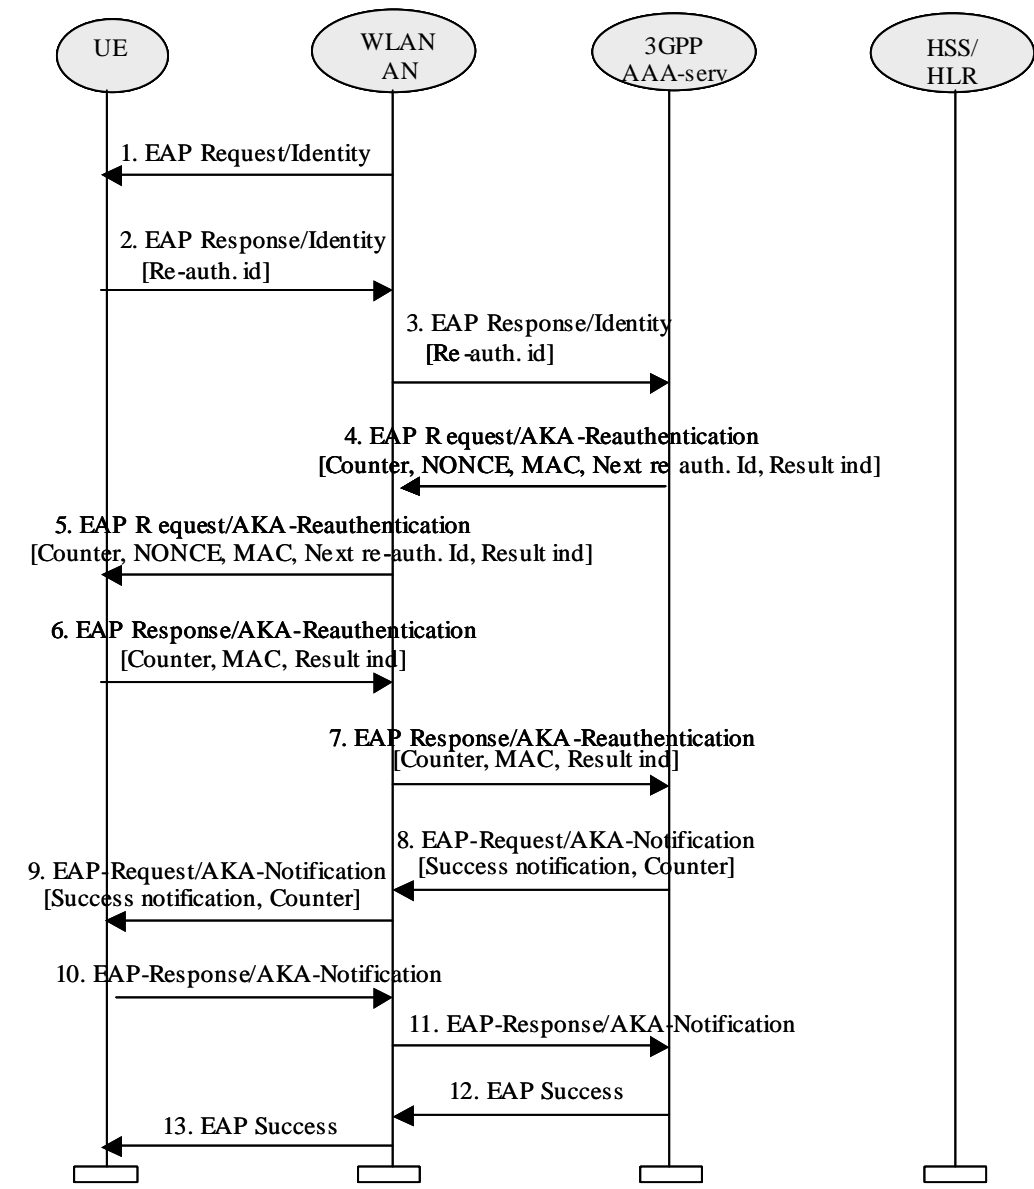 UE
WLAN
AN
3GPP
AAA-serv
HSS/
HLR
1. EAP Request/Identity
2. EAP Response/Identity
[Re-auth. id]
3. EAP Response/Identity
[Re-auth. id]
4. EAP Request/AKA-Reauthentication
[Counter, NONCE, MAC, Next re auth. Id, Result ind]
5. EAP Request/AKA-Reauthentication
[Counter, NONCE, MAC, Next re-auth. Id, Result ind]
6. EAP Response/AKA-Reauthentication
[Counter, MAC, Result ind]
7. EAP Response/AKA-Reauthentication
[Counter, MAC, Result ind]
8. EAP-Request/AKA-Notification
[Success notification, Counter]
9. EAP-Request/AKA-Notification
[Success notification, Counter]
10. EAP-Response/AKA-Notification
11. EAP-Response/AKA-Notification
12. EAP Success
13. EAP Success